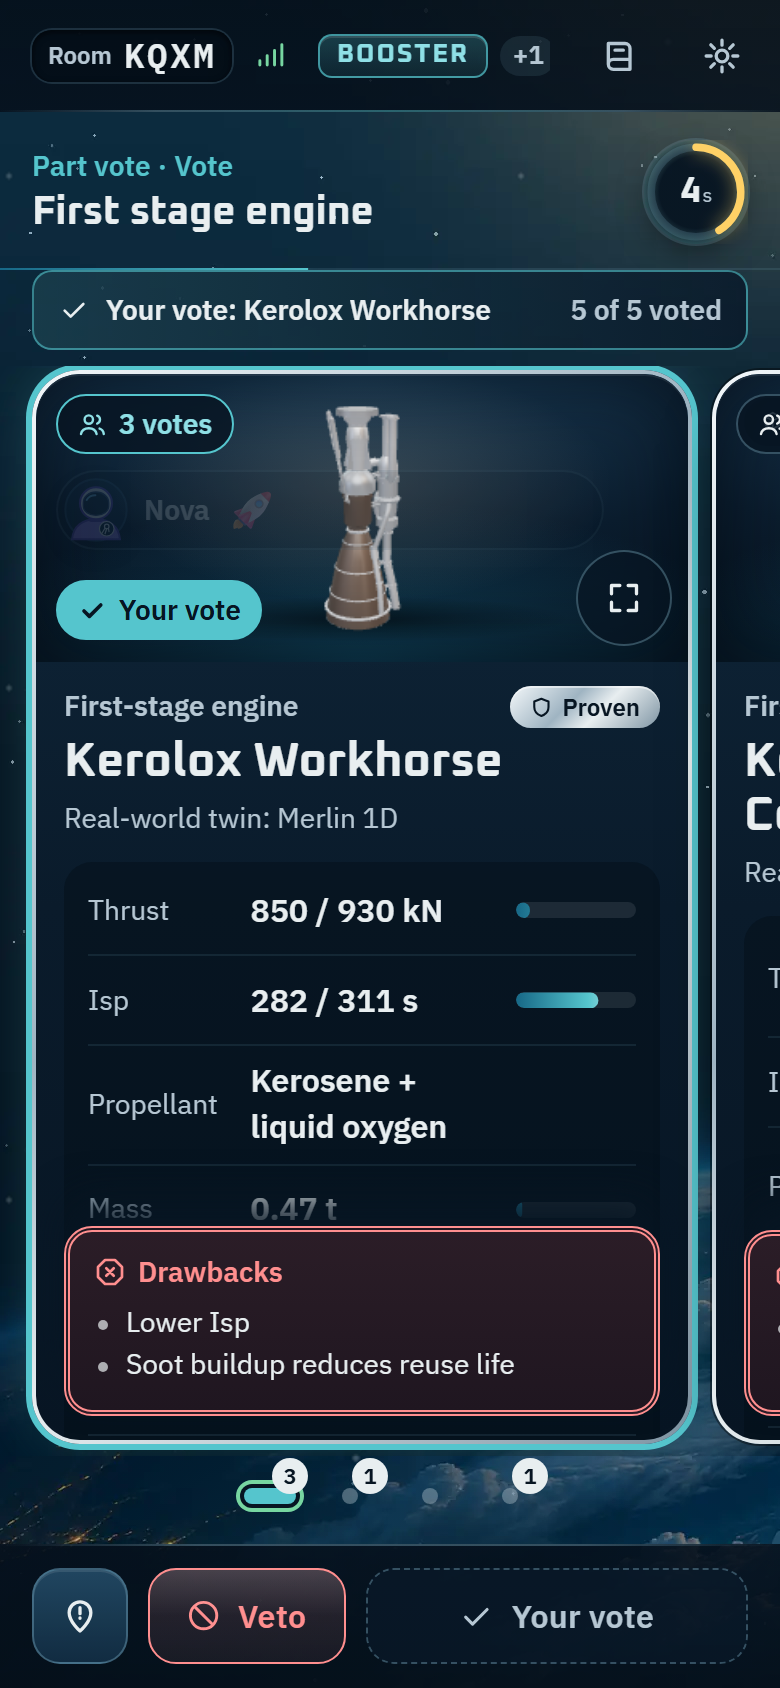 Room KQXM BOOSTER +1
Part vote · Vote
First stage engine
4s
Your vote: Kerolox Workhorse 5 of 5 voted
3 votes
Nova
Your vote
First-stage engine Proven
Kerolox Workhorse
Real-world twin: Merlin 1D
Thrust 850 / 930 kN
Isp 282 / 311 s
Propellant Kerosene +
liquid oxygen
Mass 0.47 t
Drawbacks
Lower Isp
Soot buildup reduces reuse life
3 1 1
Veto Your vote